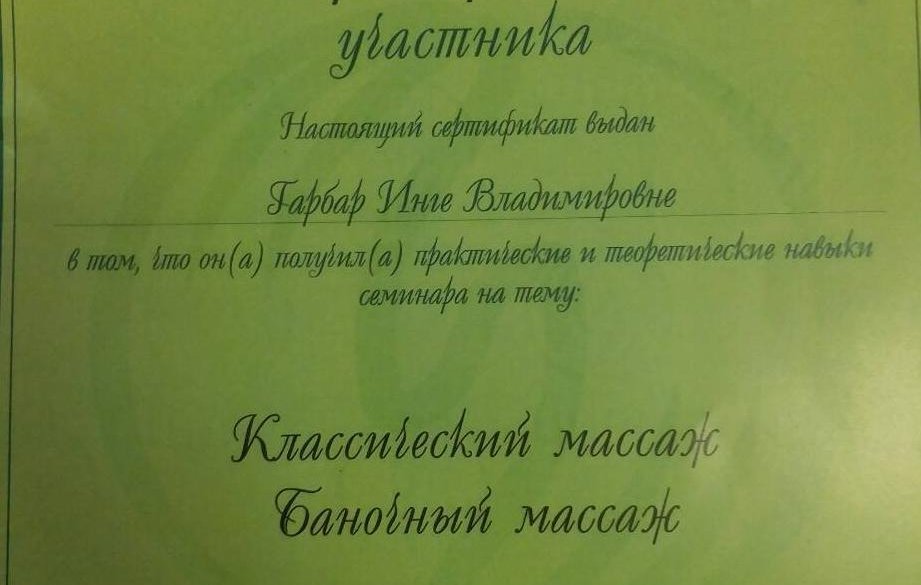 участника
Настоящий сертификат выдан
Гарбар Инге Владимировне
в том, что он(а) получил(а) практические и теоретические навыки
семинара на тему:
Классический массаж
Баночный массаж